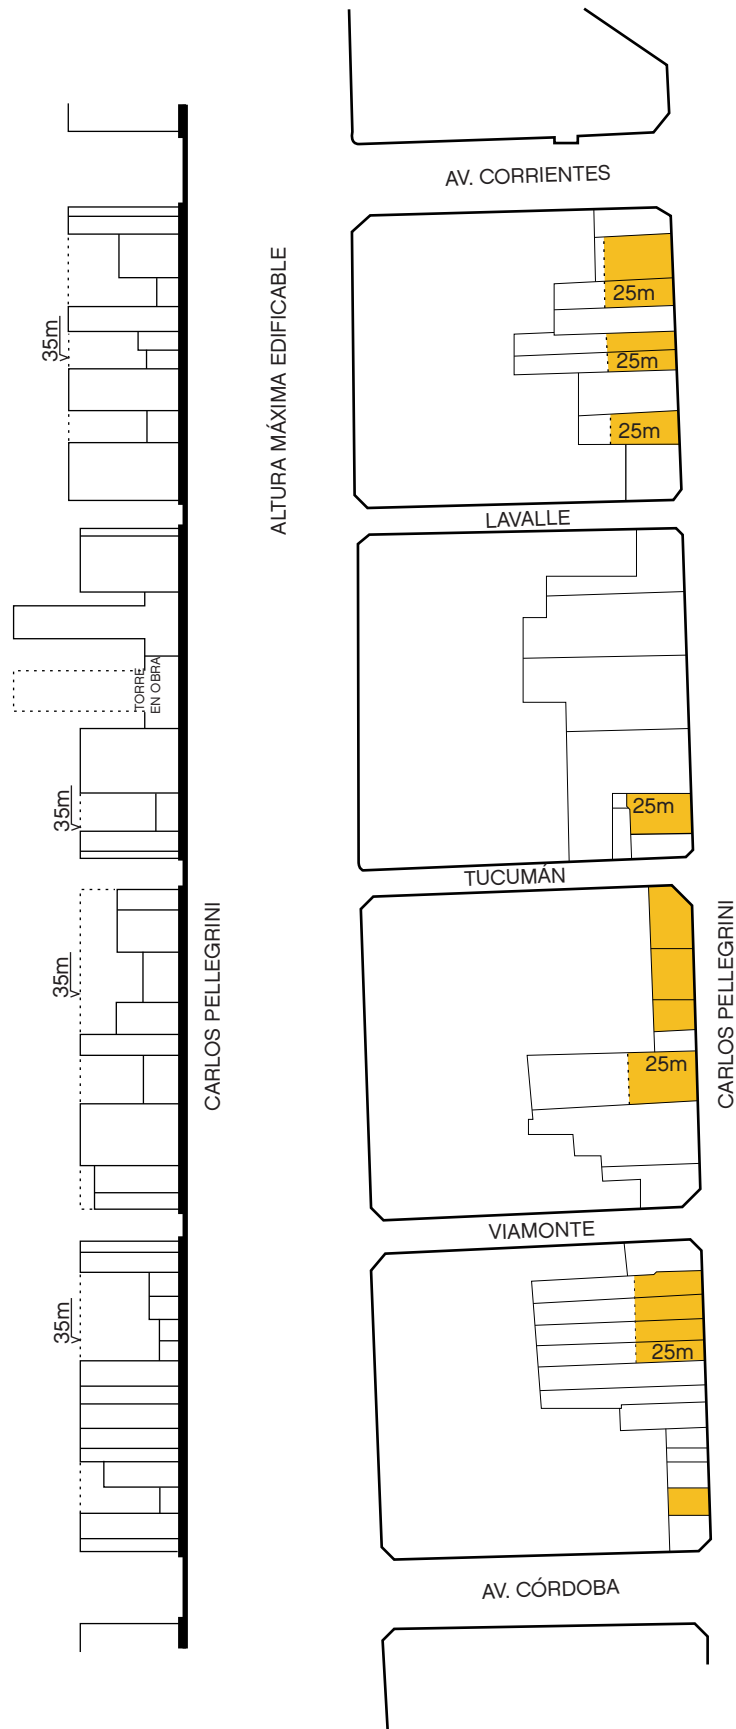 AV. CORRIENTES
ALTURA MÁXIMA EDIFICABLE
35m
25m
25m
25m
LAVALLE
TORRE
EN OBRA
35m
25m
TUCUMÁN
35m
CARLOS PELLEGRINI
CARLOS PELLEGRINI
25m
VIAMONTE
35m
25m
AV. CÓRDOBA